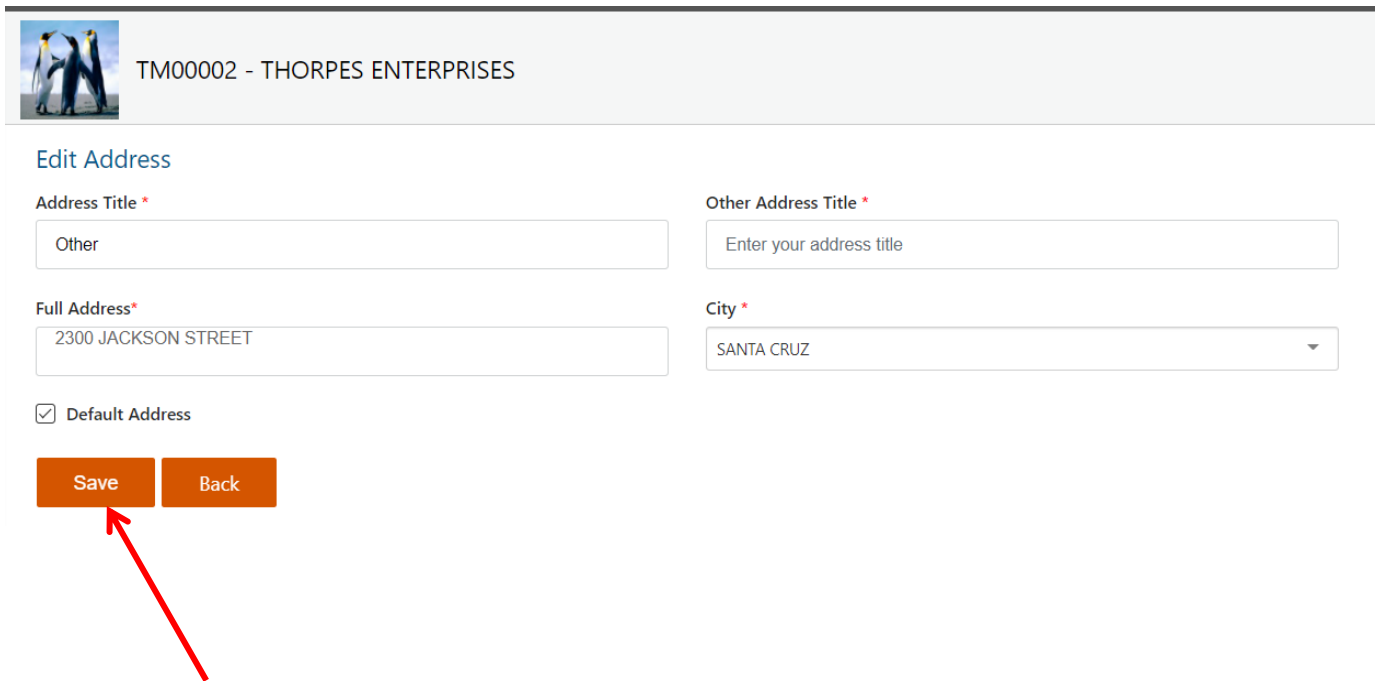 TM00002 - THORPES ENTERPRISES
Edit Address
Address Title *
Other Address Title *
Other
Enter your address title
Full Address*
City *
2300 JACKSON STREET
SANTA CRUZ
Default Address
Save
Back